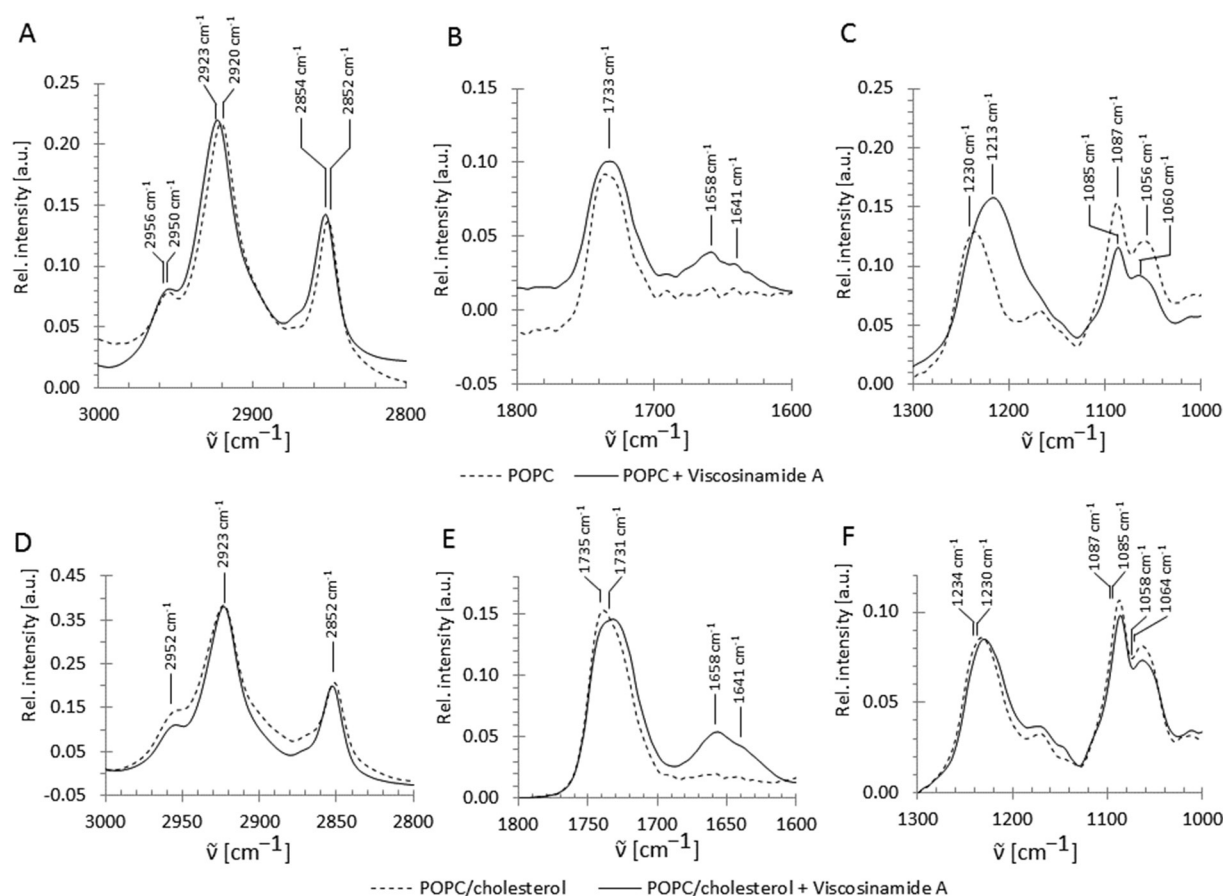 A
2923 cm⁻¹
2920 cm⁻¹
2854 cm⁻¹
2852 cm⁻¹
2956 cm⁻¹
2950 cm⁻¹
Rel. intensity [a.u.]
0.25
0.20
0.15
0.10
0.05
0.00
3000
2900
2800
ṽ [cm⁻¹]
B
1733 cm⁻¹
1658 cm⁻¹
1641 cm⁻¹
Rel. intensity [a.u.]
0.15
0.10
0.05
0.00
-0.05
1800
1700
1600
ṽ [cm⁻¹]
C
1230 cm⁻¹
1213 cm⁻¹
1085 cm⁻¹
1087 cm⁻¹
1056 cm⁻¹
1060 cm⁻¹
Rel. intensity [a.u.]
0.25
0.20
0.15
0.10
0.05
0.00
1300
1200
1100
1000
ṽ [cm⁻¹]
POPC
POPC + Viscosinamide A
D
2952 cm⁻¹
2923 cm⁻¹
2852 cm⁻¹
Rel. intensity [a.u.]
0.45
0.35
0.25
0.15
0.05
-0.05
3000
2950
2900
2850
2800
ṽ [cm⁻¹]
E
1735 cm⁻¹
1731 cm⁻¹
1658 cm⁻¹
1641 cm⁻¹
Rel. intensity [a.u.]
0.15
0.10
0.05
0.00
1800
1700
1600
ṽ [cm⁻¹]
F
1234 cm⁻¹
1230 cm⁻¹
1087 cm⁻¹
1085 cm⁻¹
1058 cm⁻¹
1064 cm⁻¹
Rel. intensity [a.u.]
0.10
0.05
0.00
1300
1200
1100
1000
ṽ [cm⁻¹]
POPC/cholesterol
POPC/cholesterol + Viscosinamide A